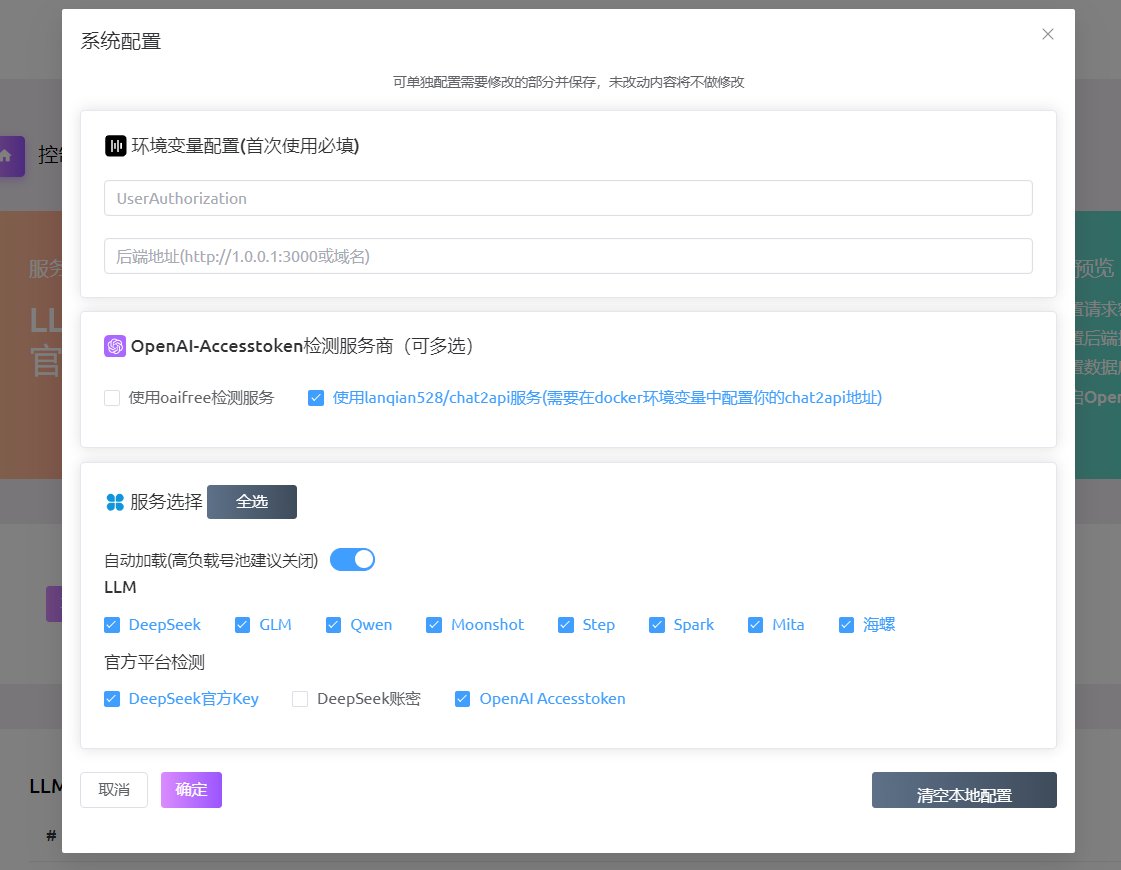 系统配置
可单独配置需要修改的部分并保存，未改动内容将不做修改
环境变量配置(首次使用必填)
UserAuthorization
后端地址(http://1.0.0.1:3000或域名)
OpenAI-Accesstoken检测服务商（可多选）
使用oaifree检测服务 使用lanqian528/chat2api服务(需要在docker环境变量中配置你的chat2api地址)
服务选择 全选
自动加载(高负载号池建议关闭)
LLM
DeepSeek GLM Qwen Moonshot Step Spark Mita 海螺
官方平台检测
DeepSeek官方Key DeepSeek账密 OpenAI Accesstoken
取消 确定 清空本地配置
服务
LL
官
预览
置请求
置后端
置数据
Open
LLM
#